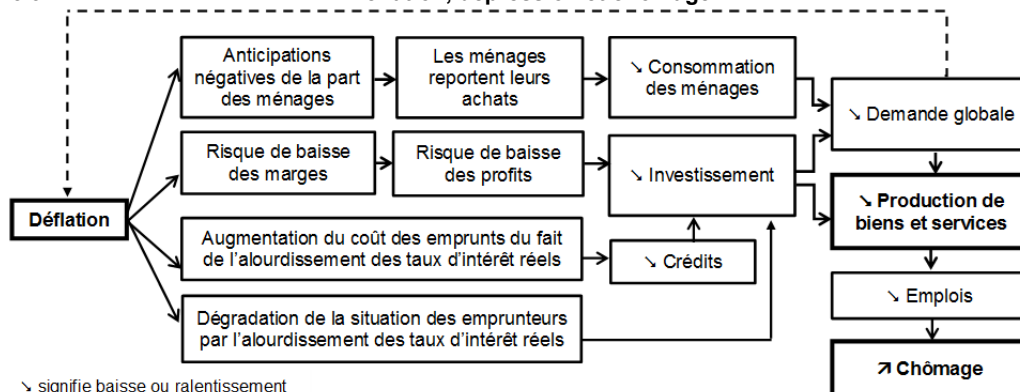 Anticipations
négatives de la part
des ménages
Les ménages
reportent leurs
achats
↘ Consommation
des ménages
↘ Demande globale
Risque de baisse
des marges
Risque de baisse
des profits
↘ Investissement
Déflation
↘ Production de
biens et services
Augmentation du coût des emprunts du fait
de l'alourdissement des taux d'intérêt réels
↘ Crédits
↘ Emplois
Dégradation de la situation des emprunteurs
par l'alourdissement des taux d'intérêt réels
↗ Chômage
↘ signifie baisse ou ralentissement